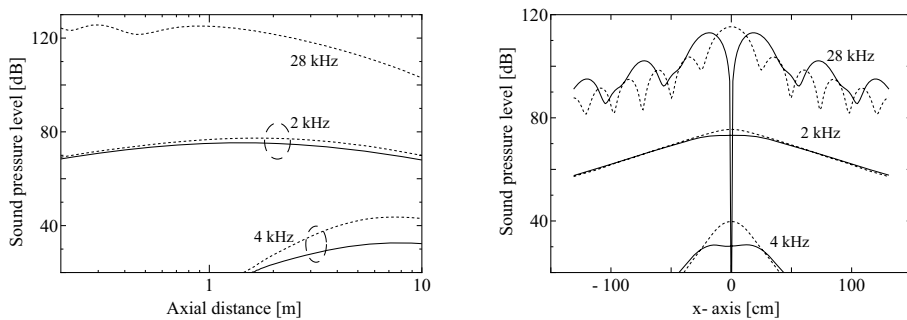 120
80
40
Sound pressure level [dB]
28 kHz
2 kHz
4 kHz
1
10
Axial distance [m]
120
80
40
0
Sound pressure level [dB]
28 kHz
2 kHz
4 kHz
- 100
0
100
x- axis [cm]